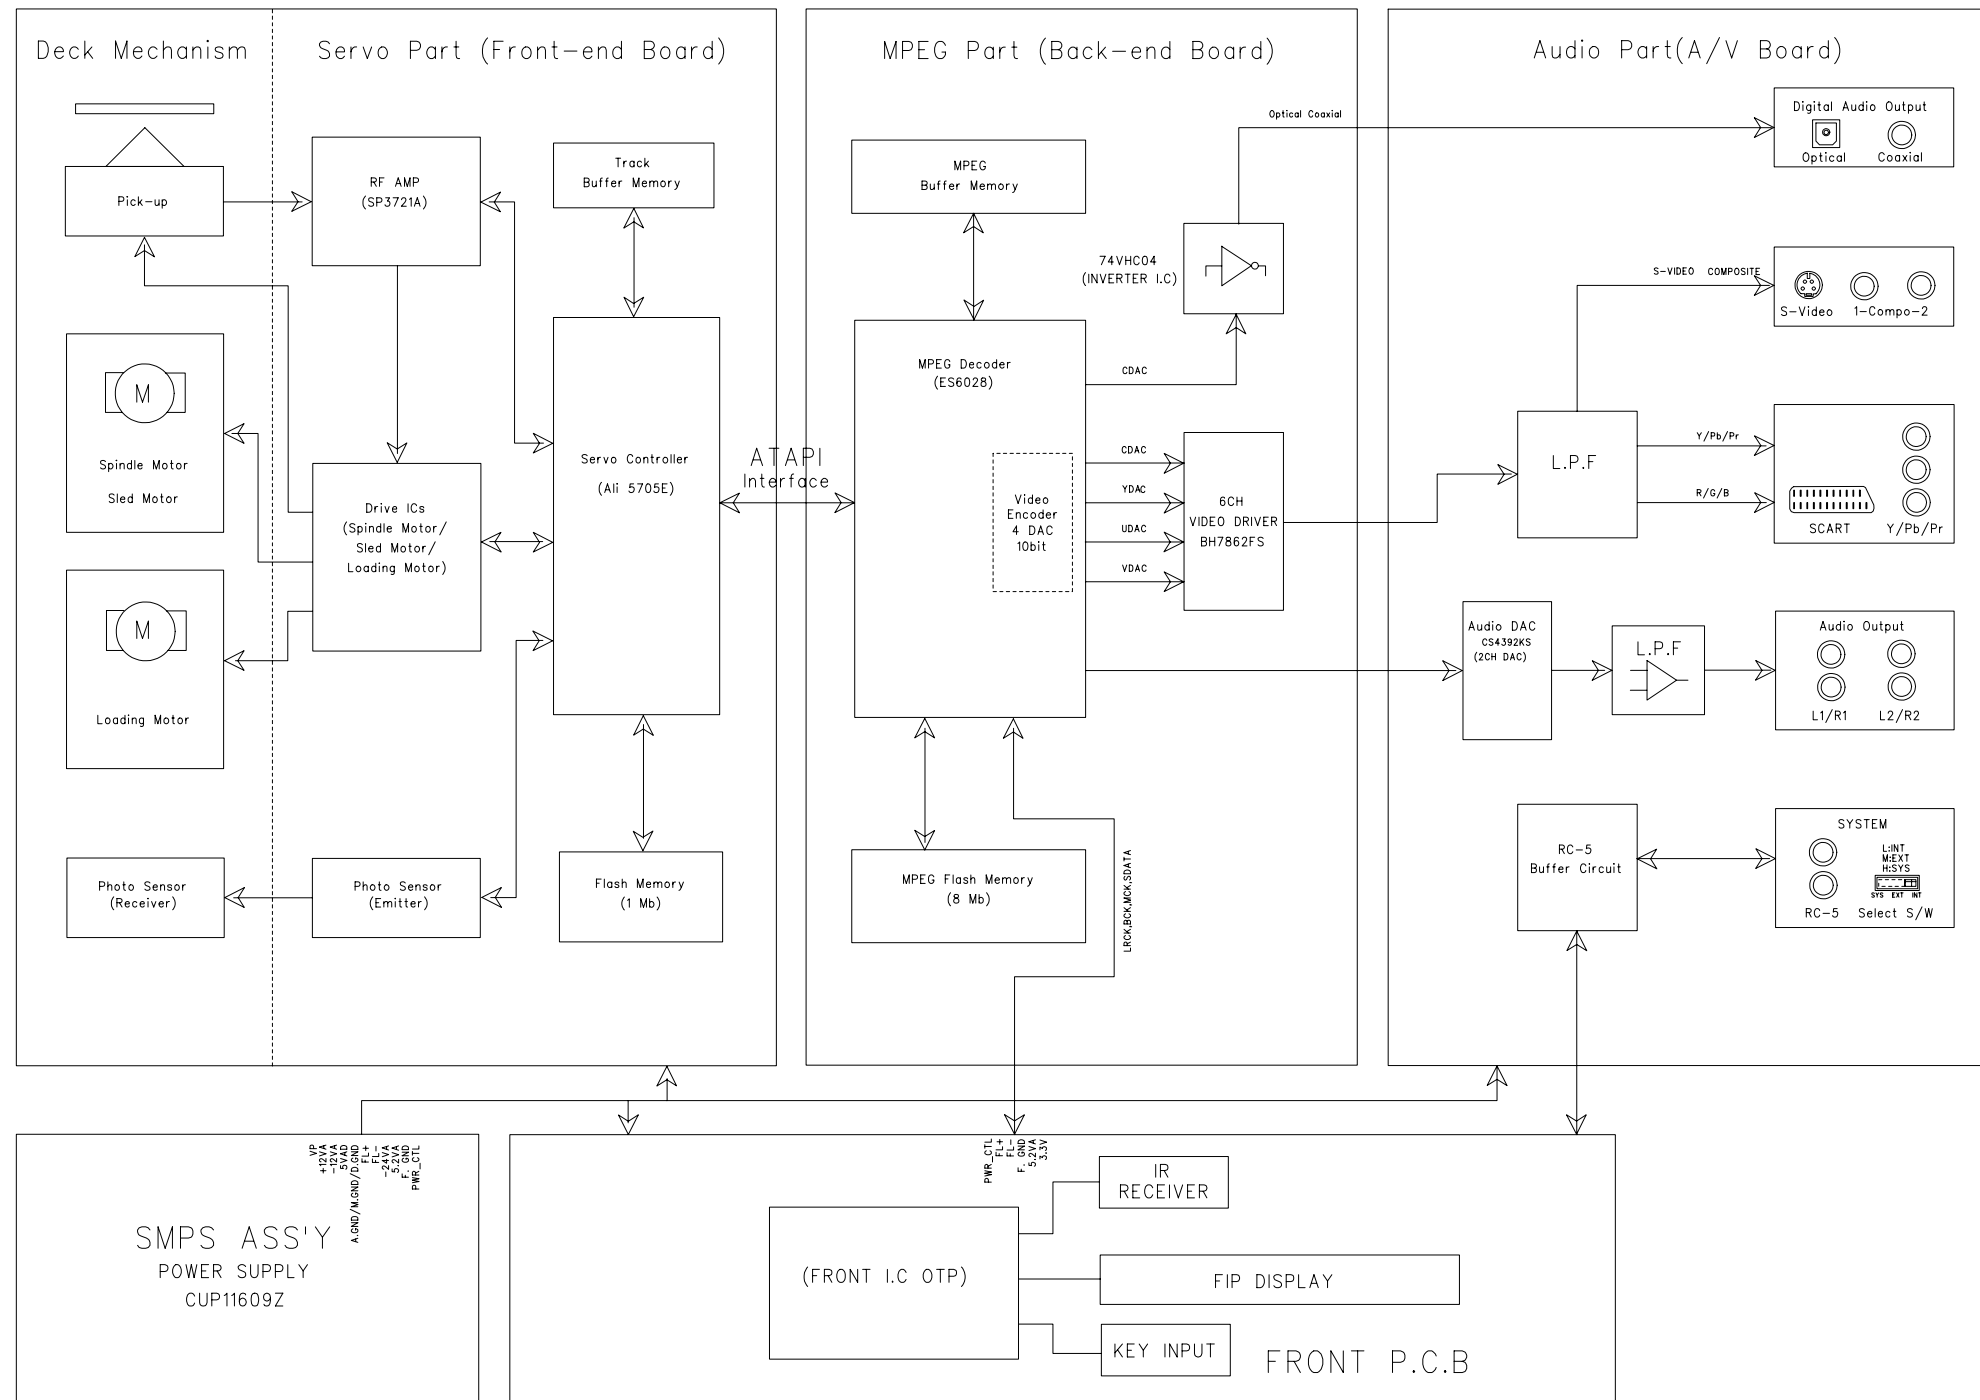 Deck Mechanism
Servo Part (Front-end Board)
Pick-up
RF AMP
(SP3721A)
Track
Buffer Memory
M
Spindle Motor
Sled Motor
Drive ICs
(Spindle Motor/
Sled Motor/
Loading Motor)
Servo Controller
(Ali 5705E)
M
Loading Motor
Photo Sensor
(Receiver)
Photo Sensor
(Emitter)
Flash Memory
(1 Mb)
ATAPI
Interface
MPEG Part (Back-end Board)
MPEG
Buffer Memory
Optical Coaxial
74VHC04
(INVERTER I.C)
MPEG Decoder
(ES6028)
CDAC
Video
Encoder
4 DAC
10bit
CDAC
YDAC
UDAC
VDAC
6CH
VIDEO DRIVER
BH7862FS
MPEG Flash Memory
(8 Mb)
LRCK,BCK,MCK,SDATA
Audio Part(A/V Board)
Digital Audio Output
Optical
Coaxial
S-VIDEO COMPOSITE
S-Video
1-Compo-2
L.P.F
Y/Pb/Pr
R/G/B
SCART
Y/Pb/Pr
Audio DAC
CS4392KS
(2CH DAC)
L.P.F
Audio Output
L1/R1
L2/R2
RC-5
Buffer Circuit
SYSTEM
L:INT
M:EXT
H:SYS
SYS EXT INT
RC-5
Select S/W
VP
+12VA
-12VA
5VAD
A.GND/M.GND/D.GND
FL+
FL-
-24VA
5.2VA
F. GND
PWR_CTL
SMPS ASS'Y
POWER SUPPLY
CUP11609Z
PWR_CTL
FL+
FL-
F. GND
5.2VA
3.3V
IR
RECEIVER
(FRONT I.C OTP)
FIP DISPLAY
KEY INPUT
FRONT P.C.B